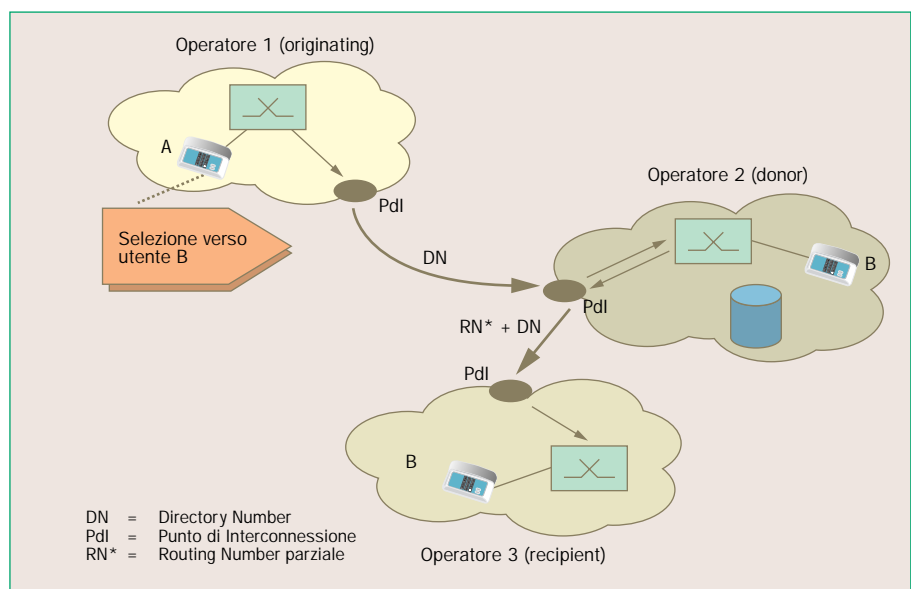 Operatore 1 (originating)
A
PdI
Selezione verso
utente B
DN
Operatore 2 (donor)
B
PdI
RN* + DN
PdI
B
Operatore 3 (recipient)
DN = Directory Number
PdI = Punto di Interconnessione
RN* = Routing Number parziale